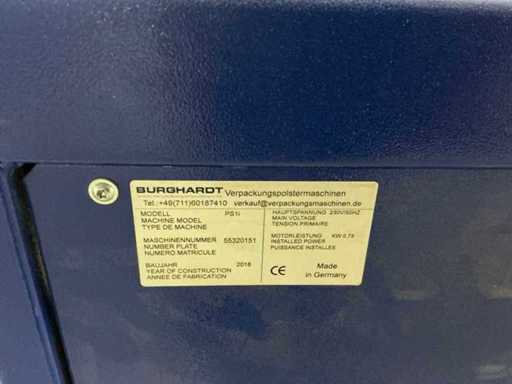 BURGHARDT Verpackungspolstermaschinen
Tel.:+49(711)60187410 verkauf@verpackungsmaschinen.de
MODELL PS1i
MACHINE MODEL
TYPE DE MACHINE
MASCHINENNUMMER 55320151
NUMBER PLATE
NUMERO MATRICULE
BAUJAHR 2018
YEAR OF CONSTRUCTION
ANNEE DE FABRICATION
HAUPTSPANNUNG 230V/50HZ
MAIN VOLTAGE
TENSION PRIMAIRE
MOTORLEISTUNG KW 0,75
INSTALLED POWER
PUISSANCE INSTALLEE
CE Made
in Germany